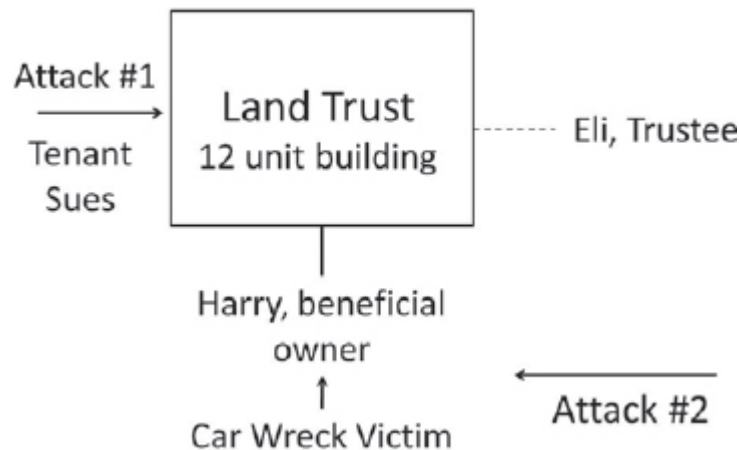 Attack #1
Tenant
Sues
Land Trust
12 unit building
Eli, Trustee
Harry, beneficial
owner
Car Wreck Victim
Attack #2